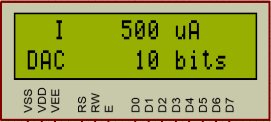 I 500 uA
DAC 10 bits
VSS VDD VEE RS RW E D0 D1 D2 D3 D4 D5 D6 D7